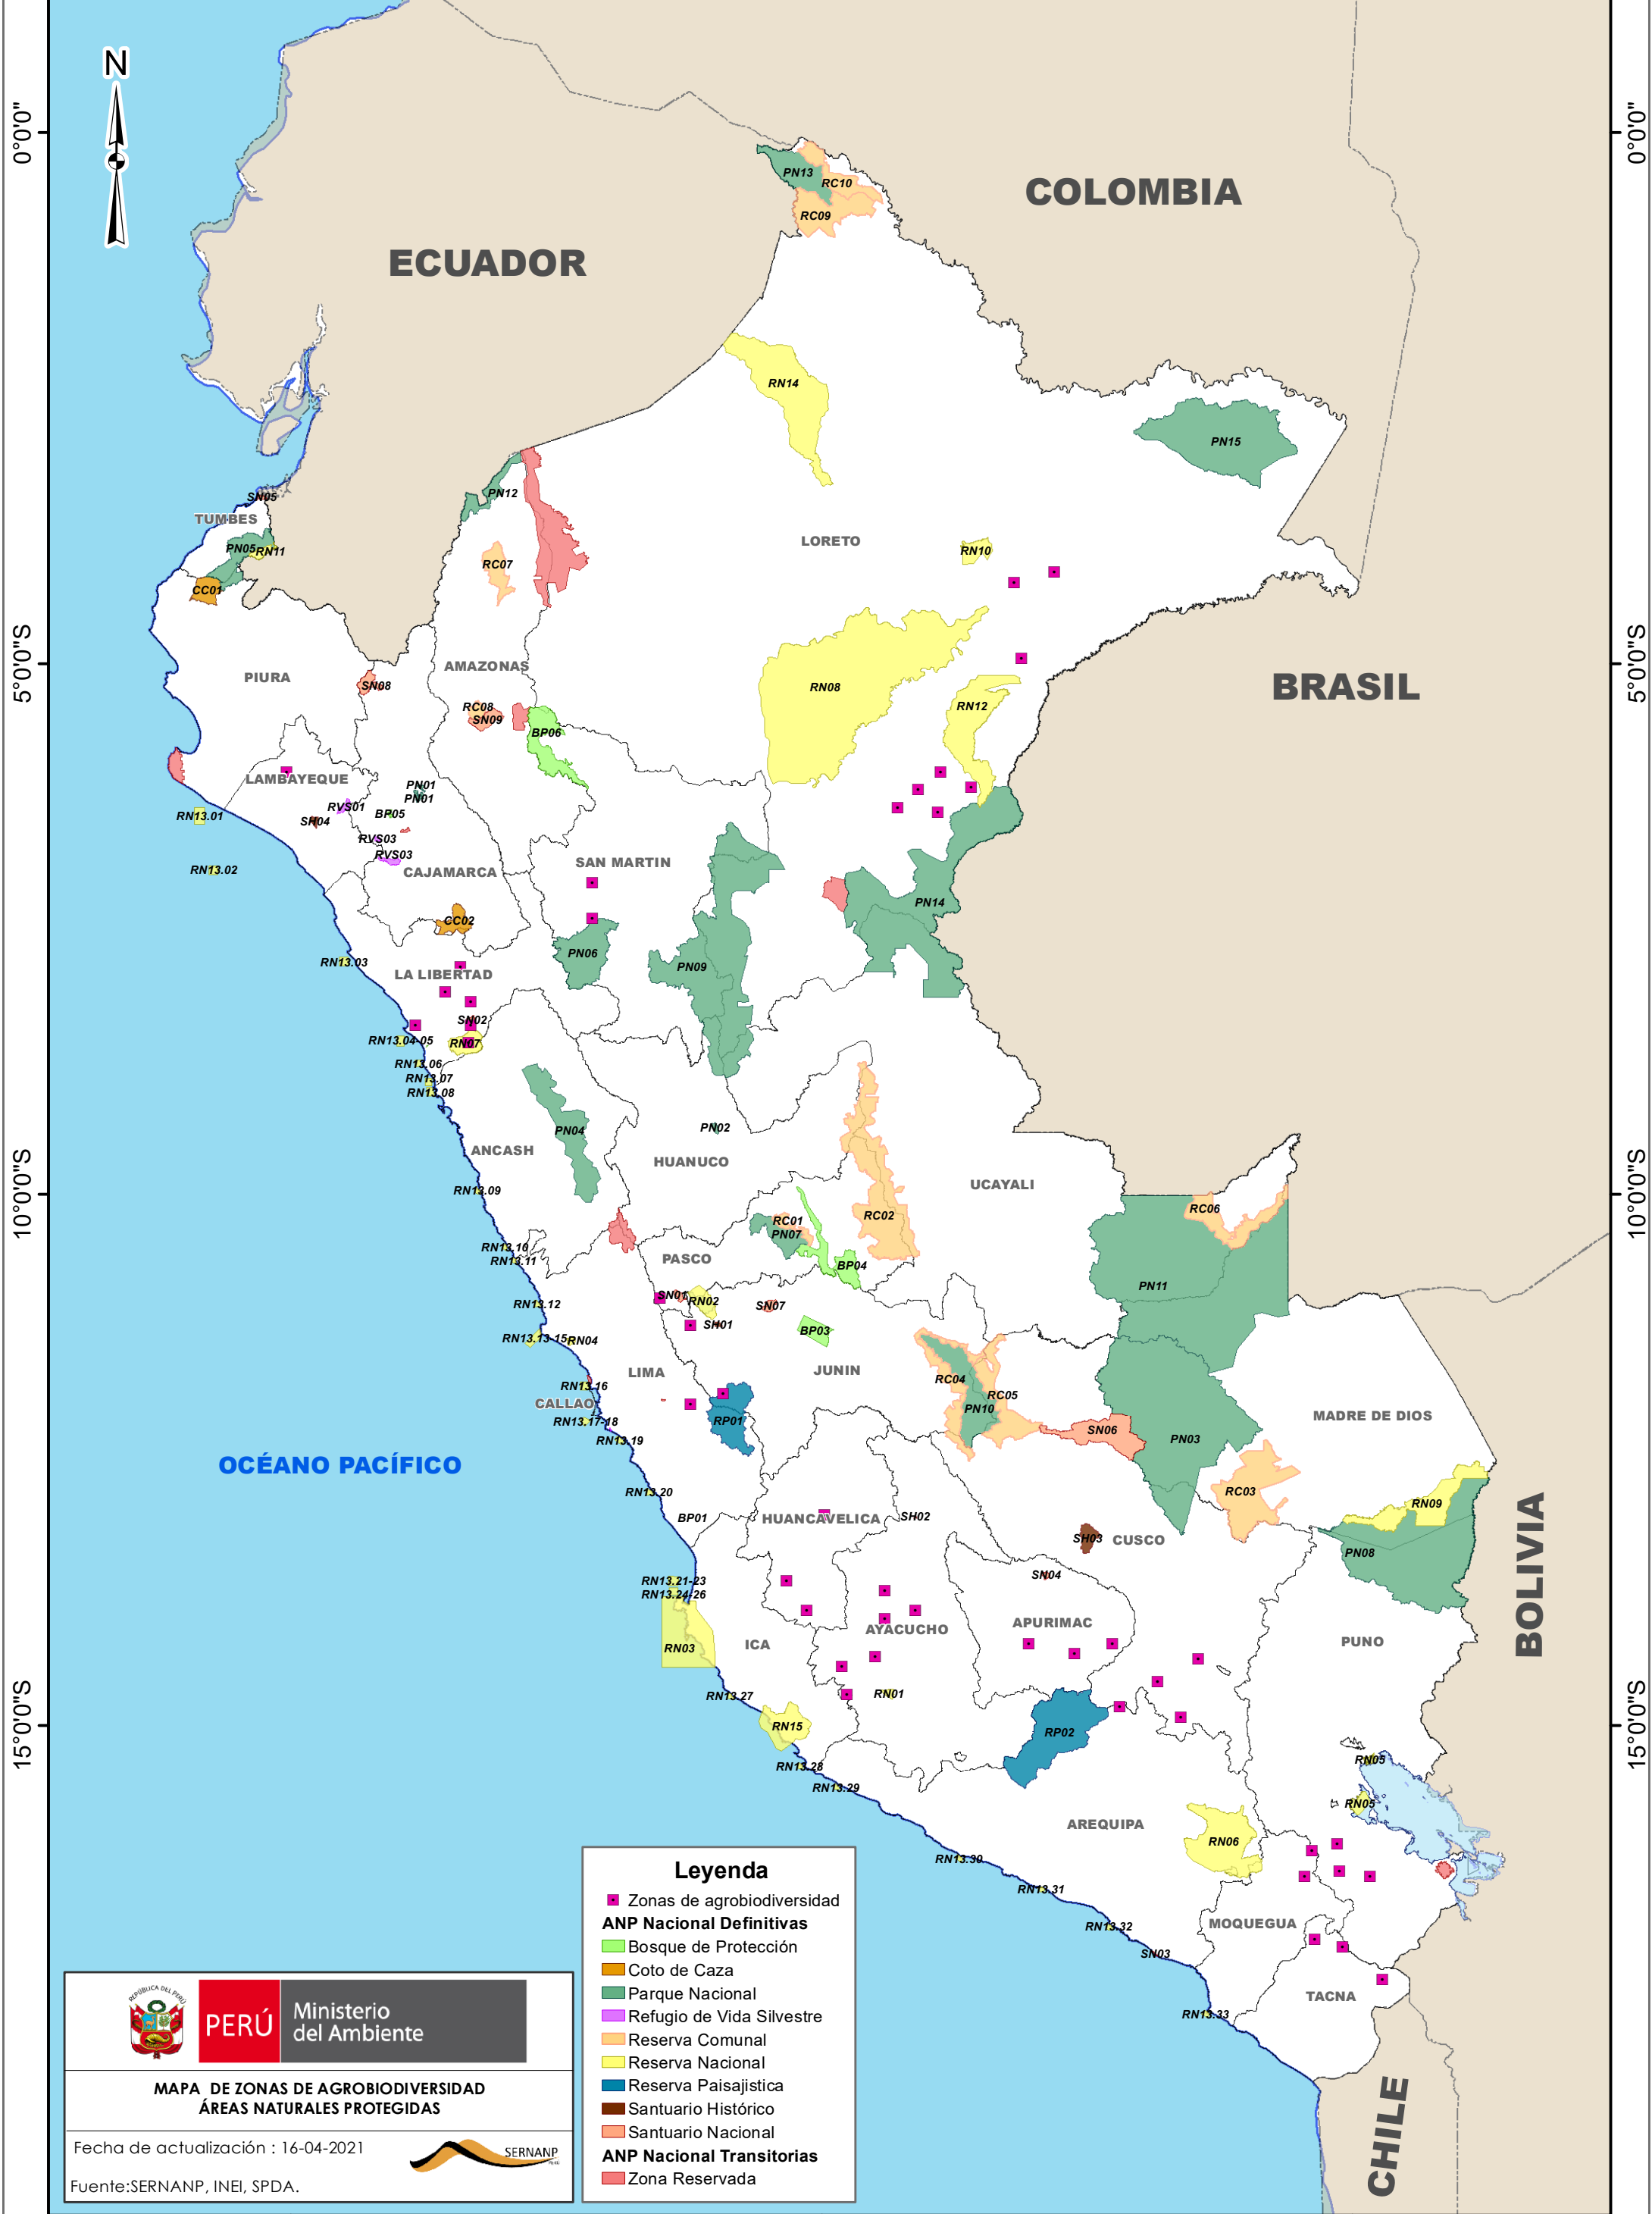 N
0°0'0"
0°0'0"
COLOMBIA
PN13
RC10
RC09
ECUADOR
RN14
PN15
PN12
SN05
TUMBES
LORETO
PN05
RN11
RN10
RC07
CC01
5°0'0"S
5°0'0"S
AMAZONAS
PIURA
SN08
RN08
BRASIL
RC08
SN09
RN12
BP06
LAMBAYEQUE
PN01
PN01
RVS01
BP05
RN13.01
SH04
RVS03
RVS03
SAN MARTIN
RN13.02
CAJAMARCA
PN14
CC02
PN06
RN13.03
PN09
LA LIBERTAD
SN02
RN13.04-05
RN07
RN13.06
RN13.07
RN13.08
PN02
PN04
ANCASH
HUANUCO
UCAYALI
10°0'0"S
10°0'0"S
RN13.09
RC06
RC02
RC01
PN07
RN13.10
RN13.11
PASCO
BP04
PN11
SN01
RN02
RN13.12
SN07
SH01
BP03
RN13.13-15
RN04
LIMA
JUNIN
RC04
RN13.16
RC05
CALLAO
PN10
MADRE DE DIOS
RN13.17-18
RP01
SN06
RN13.19
PN03
OCÉANO PACÍFICO
RN13.20
RC03
RN09
BP01
HUANCAVELICA
SH02
SH03
CUSCO
PN08
BOLIVIA
SN04
RN13.21-23
RN13.24-26
APURIMAC
AYACUCHO
ICA
PUNO
RN03
RN13.27
RN01
15°0'0"S
15°0'0"S
RN15
RP02
RN13.28
RN05
RN13.29
RN05
AREQUIPA
RN06
RN13.30
RN13.31
MOQUEGUA
RN13.32
SN03
TACNA
RN13.33
CHILE
Leyenda
Zonas de agrobiodiversidad
ANP Nacional Definitivas
Bosque de Protección
Coto de Caza
Parque Nacional
Refugio de Vida Silvestre
Reserva Comunal
Reserva Nacional
Reserva Paisajistica
Santuario Histórico
Santuario Nacional
ANP Nacional Transitorias
Zona Reservada
REPÚBLICA DEL PERÚ
PERÚ
Ministerio
del Ambiente
MAPA DE ZONAS DE AGROBIODIVERSIDAD
ÁREAS NATURALES PROTEGIDAS
Fecha de actualización : 16-04-2021
SERNANP
Fuente:SERNANP, INEI, SPDA.